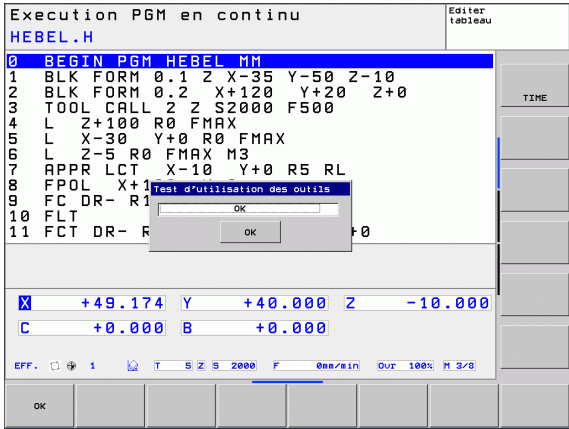 Execution PGM en continu
Editer
tableau
HEBEL.H
0 BEGIN PGM HEBEL MM
1 BLK FORM 0.1 Z X-35 Y-50 Z-10
2 BLK FORM 0.2 X+120 Y+20 Z+0
3 TOOL CALL 2 Z S2000 F500
4 L Z+100 R0 FMAX
5 L X-30 Y+0 R0 FMAX
6 L Z-5 R0 FMAX M3
7 APPR LCT X-10 Y+0 R5 RL
8 FPOL X+1
9 FC DR- R1
10 FLT
11 FCT DR- R +0
Test d'utilisation des outils
OK
OK
TIME
X +49.174 Y +40.000 Z -10.000
C +0.000 B +0.000
EFF. 1 T 5 Z S 2000 F 0mm/min Ovr 100% M 3/8
OK